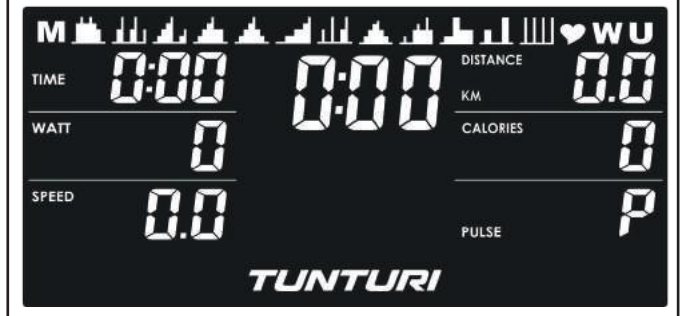 M W U
TIME 0:00 0:00 DISTANCE KM 0.0
WATT 0 CALORIES 0
SPEED 0.0 PULSE P
TUNTURI